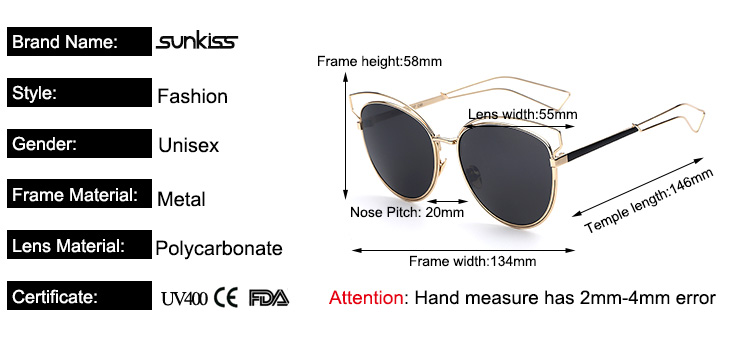 Brand Name: sunkiss
Style: Fashion
Gender: Unisex
Frame Material: Metal
Lens Material: Polycarbonate
Certificate: UV400 CE FDA
Frame height:58mm
Lens width:55mm
Nose Pitch: 20mm
Temple length:146mm
Frame width:134mm
Attention: Hand measure has 2mm-4mm error